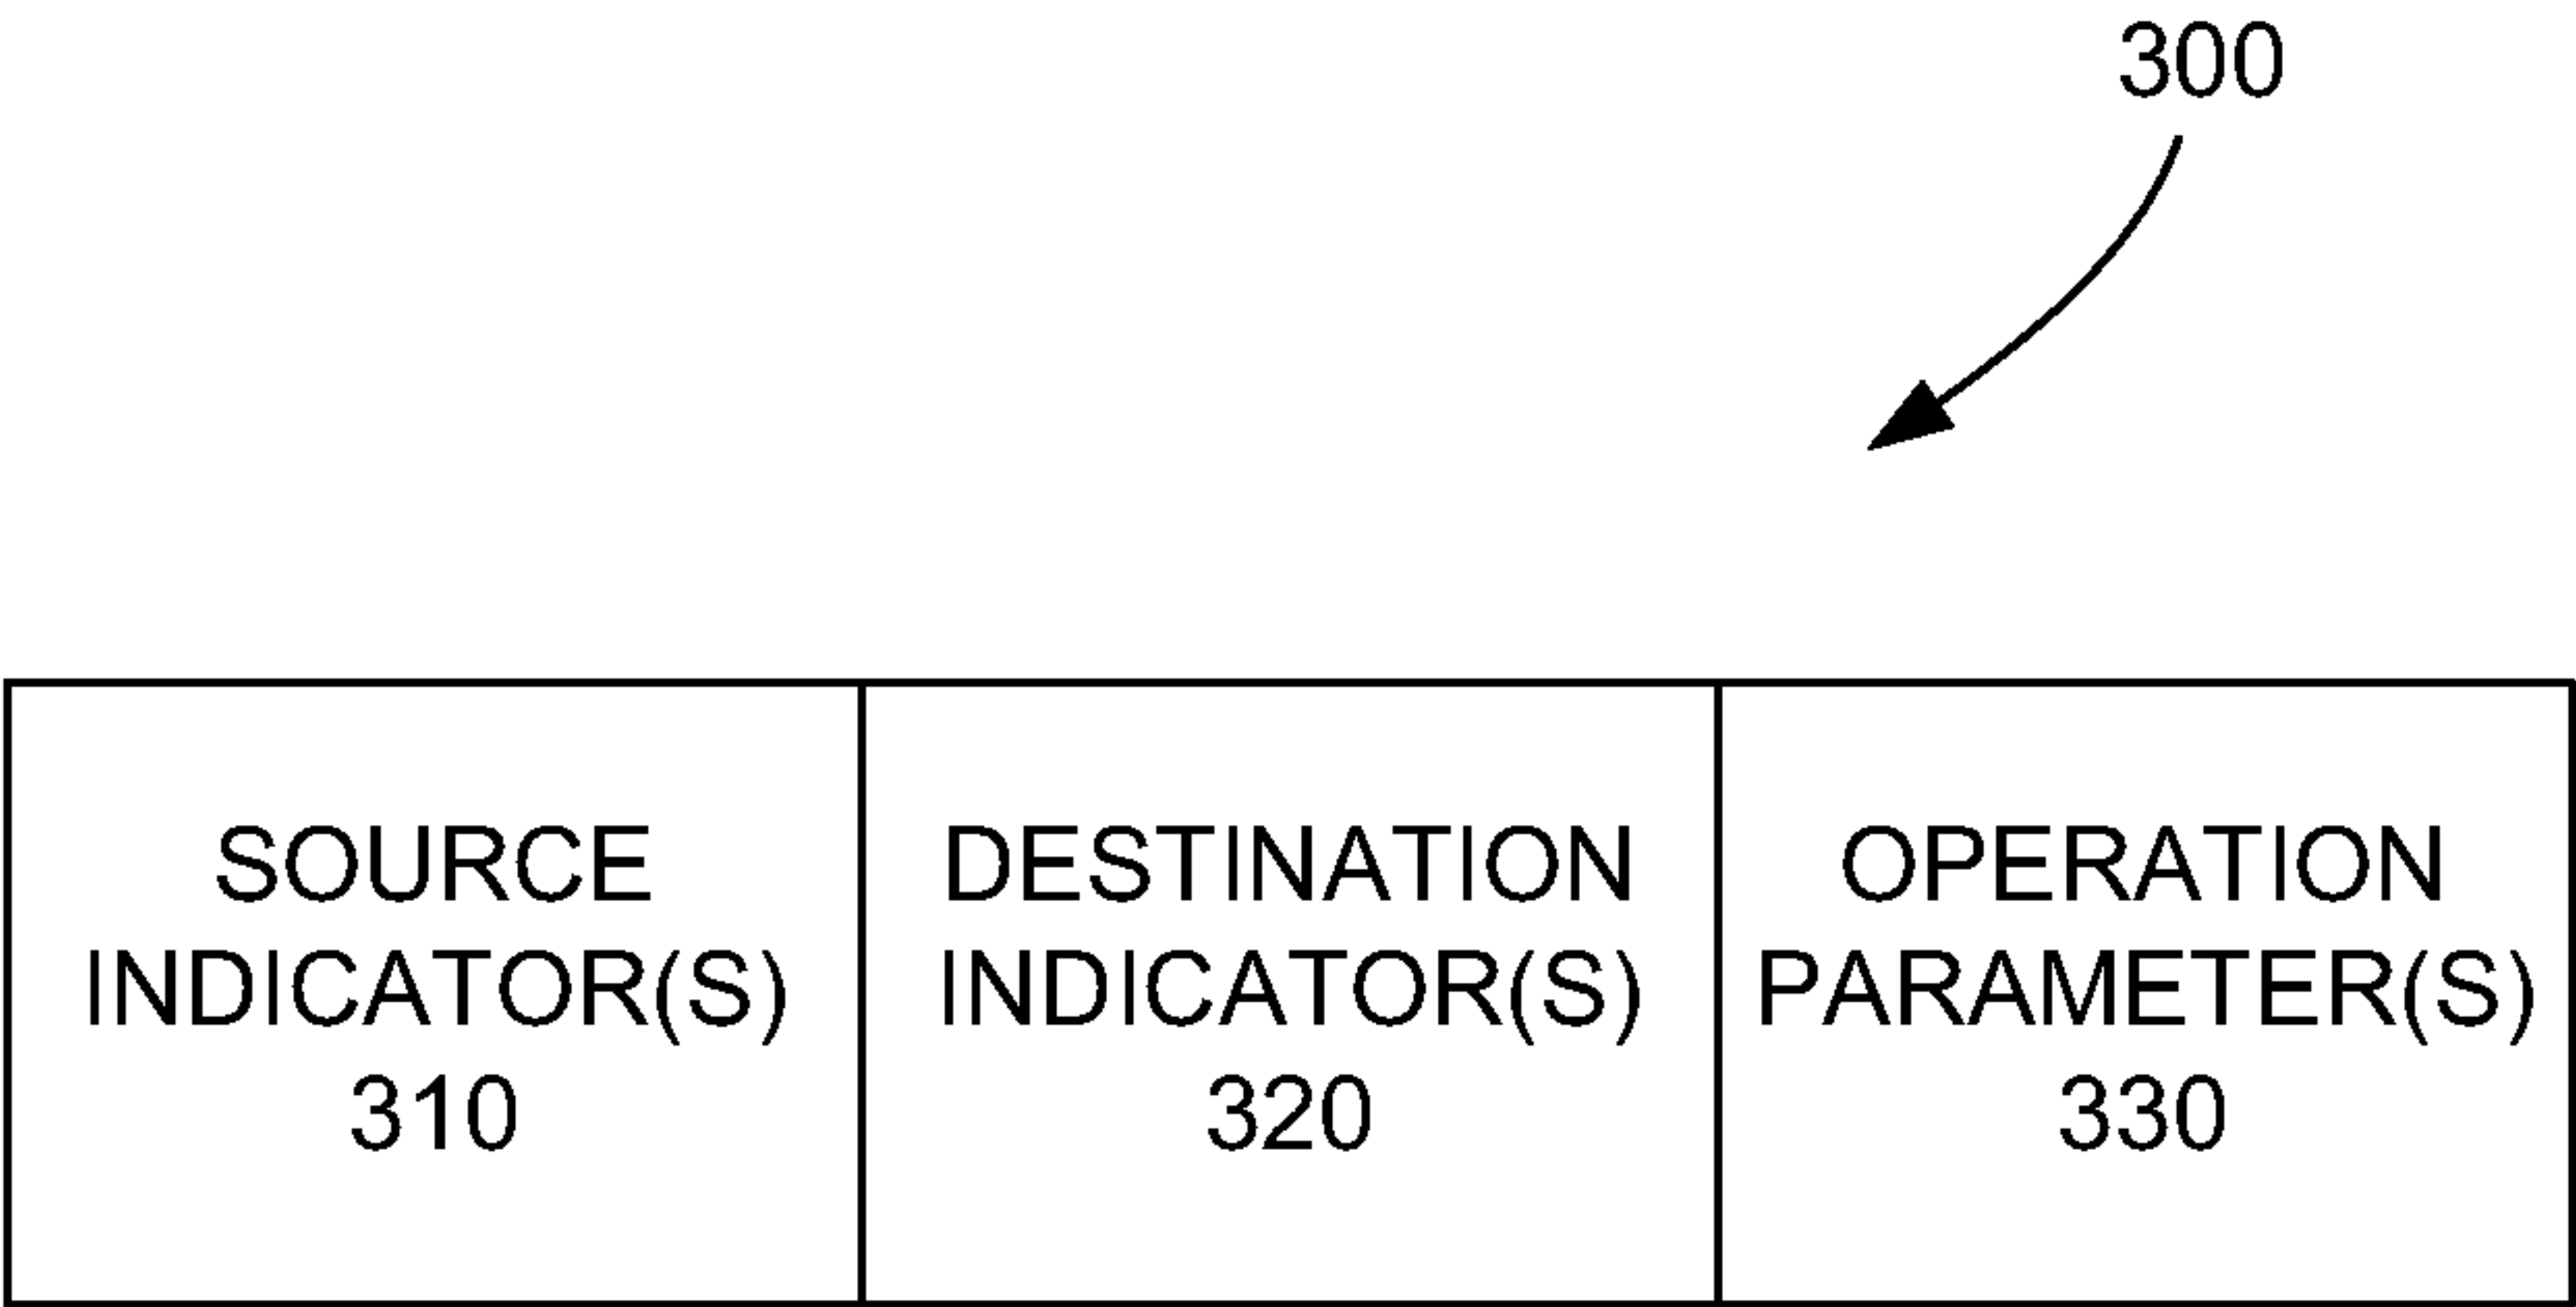 300
SOURCE
INDICATOR(S)
310
DESTINATION
INDICATOR(S)
320
OPERATION
PARAMETER(S)
330